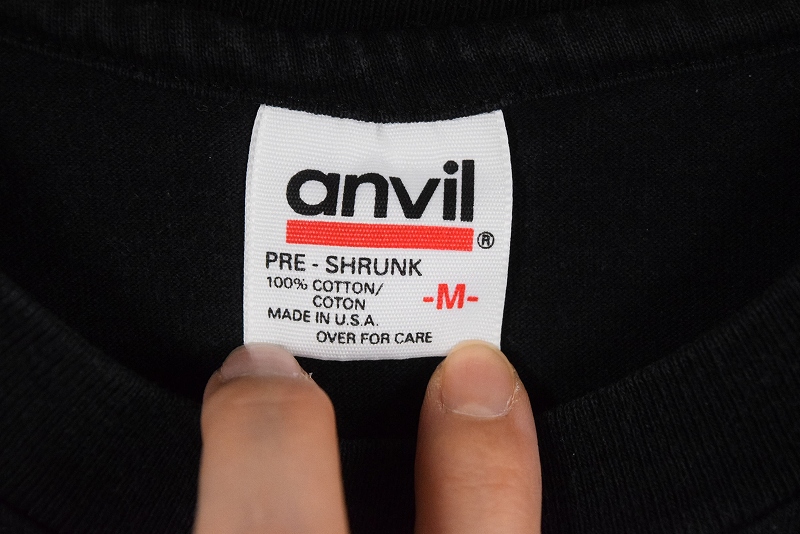 anvil
®
PRE - SHRUNK
100% COTTON/
COTON
-M-
MADE IN U.S.A.
OVER FOR CARE